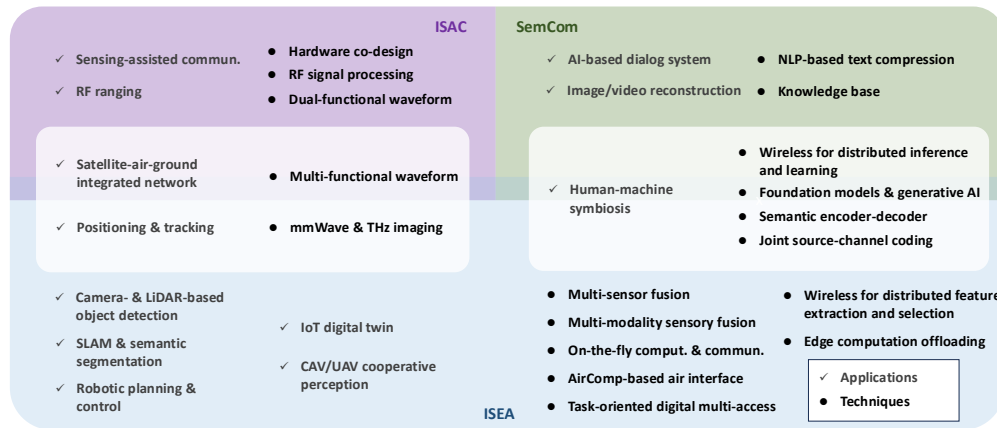 ISAC
✓ Sensing-assisted commun.
✓ RF ranging
● Hardware co-design
● RF signal processing
● Dual-functional waveform
SemCom
✓ AI-based dialog system
✓ Image/video reconstruction
● NLP-based text compression
● Knowledge base
✓ Satellite-air-ground
integrated network
✓ Positioning & tracking
● Multi-functional waveform
● mmWave & THz imaging
✓ Human-machine
symbiosis
● Wireless for distributed inference
and learning
● Foundation models & generative AI
● Semantic encoder-decoder
● Joint source-channel coding
✓ Camera- & LiDAR-based
object detection
✓ SLAM & semantic
segmentation
✓ Robotic planning &
control
✓ IoT digital twin
✓ CAV/UAV cooperative
perception
● Multi-sensor fusion
● Multi-modality sensory fusion
● On-the-fly comput. & commun.
● AirComp-based air interface
● Task-oriented digital multi-access
● Wireless for distributed feature
extraction and selection
● Edge computation offloading
✓ Applications
● Techniques
ISEA